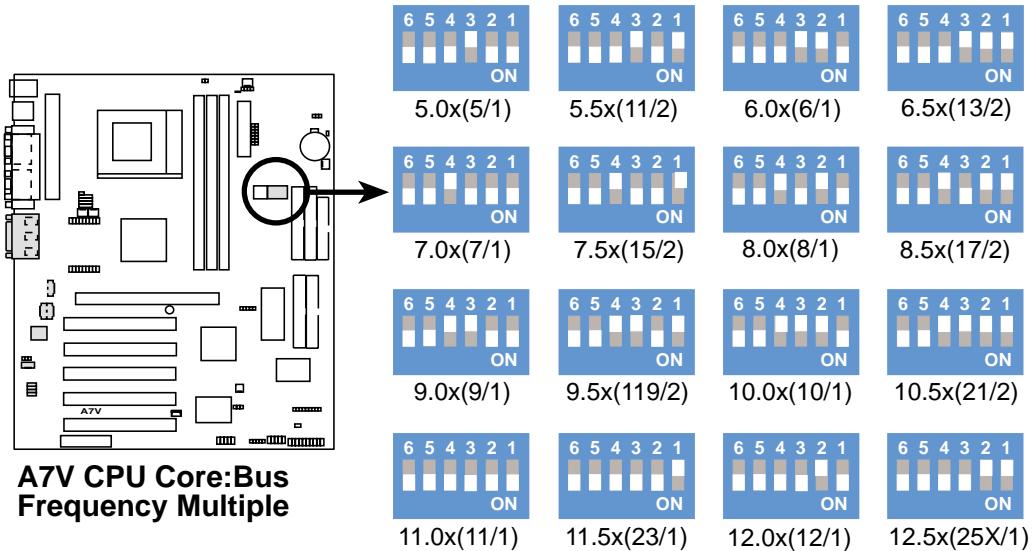 6 5 4 3 2 1 6 5 4 3 2 1 6 5 4 3 2 1 6 5 4 3 2 1
ON ON ON ON
5.0x(5/1) 5.5x(11/2) 6.0x(6/1) 6.5x(13/2)
6 5 4 3 2 1 6 5 4 3 2 1 6 5 4 3 2 1 6 5 4 3 2 1
ON ON ON ON
7.0x(7/1) 7.5x(15/2) 8.0x(8/1) 8.5x(17/2)
6 5 4 3 2 1 6 5 4 3 2 1 6 5 4 3 2 1 6 5 4 3 2 1
ON ON ON ON
9.0x(9/1) 9.5x(119/2) 10.0x(10/1) 10.5x(21/2)
6 5 4 3 2 1 6 5 4 3 2 1 6 5 4 3 2 1 6 5 4 3 2 1
ON ON ON ON
11.0x(11/1) 11.5x(23/1) 12.0x(12/1) 12.5x(25X/1)
A7V
A7V CPU Core:Bus
Frequency Multiple